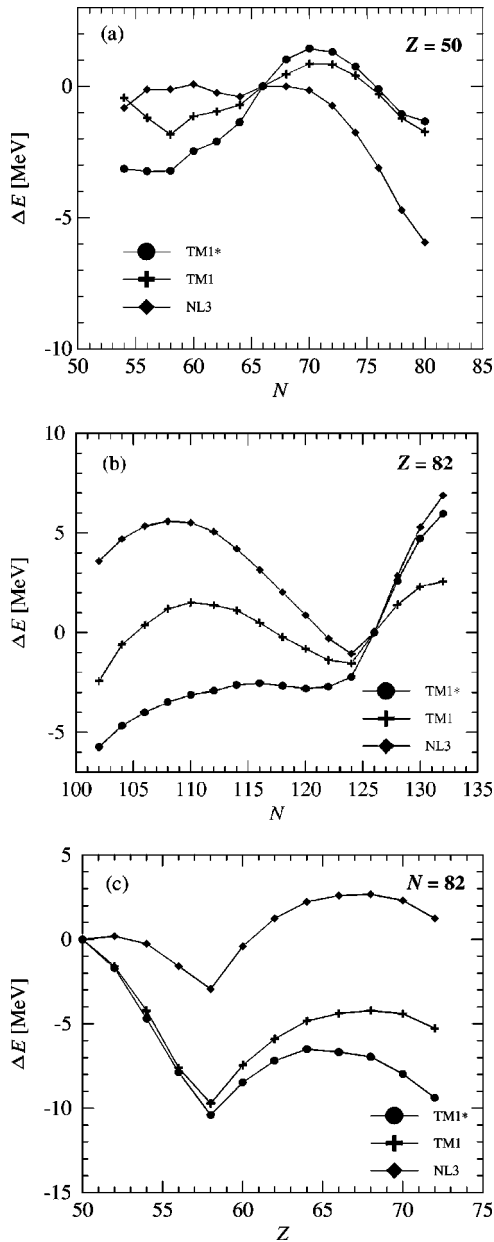 (a)
Z = 50
5
0
-5
-10
ΔE [MeV]
TM1*
TM1
NL3
50 55 60 65 70 75 80 85
N
(b)
Z = 82
10
5
0
-5
ΔE [MeV]
TM1*
TM1
NL3
100 105 110 115 120 125 130 135
N
(c)
N = 82
5
0
-5
-10
-15
ΔE [MeV]
TM1*
TM1
NL3
50 55 60 65 70 75
Z